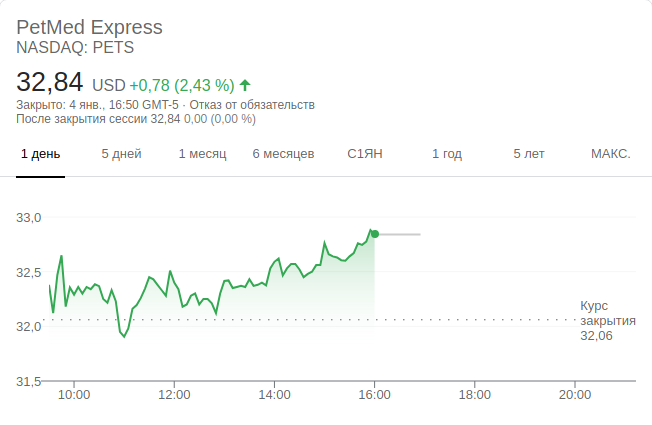 PetMed Express
NASDAQ: PETS
32,84 USD +0,78 (2,43 %)
Закрыто: 4 янв., 16:50 GMT-5 · Отказ от обязательств
После закрытия сессии 32,84 0,00 (0,00 %)
1 день 5 дней 1 месяц 6 месяцев С1ЯН 1 год 5 лет МАКС.
33,0
32,5
32,0
31,5
Курс
закрытия
32,06
10:00 12:00 14:00 16:00 18:00 20:00